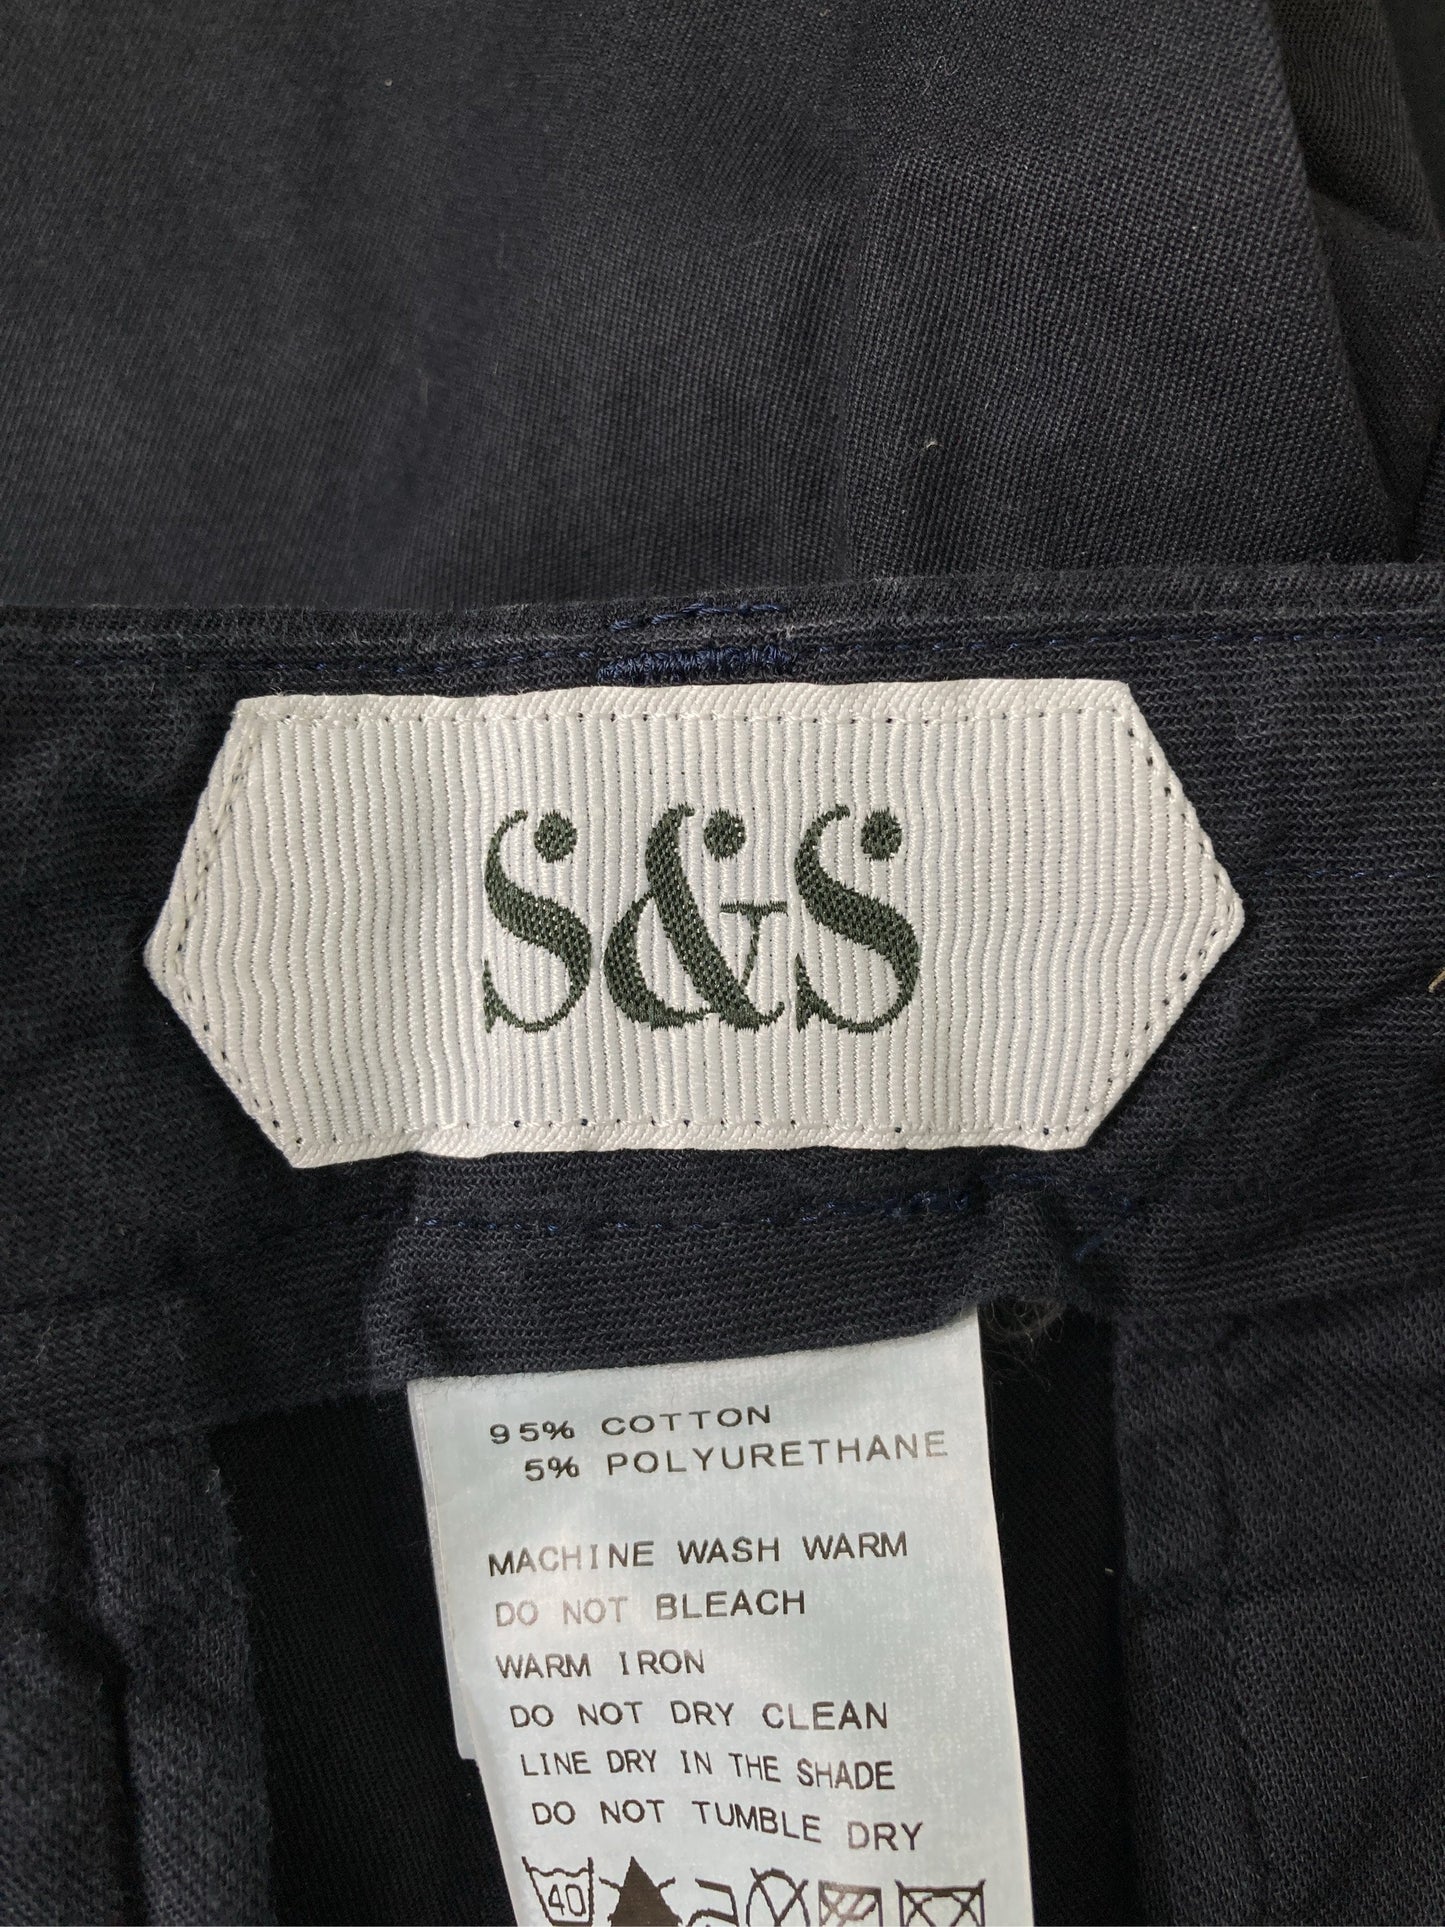 S&S
95% COTTON
5% POLYURETHANE
MACHINE WASH WARM
DO NOT BLEACH
WARM IRON
DO NOT DRY CLEAN
LINE DRY IN THE SHADE
DO NOT TUMBLE DRY
40